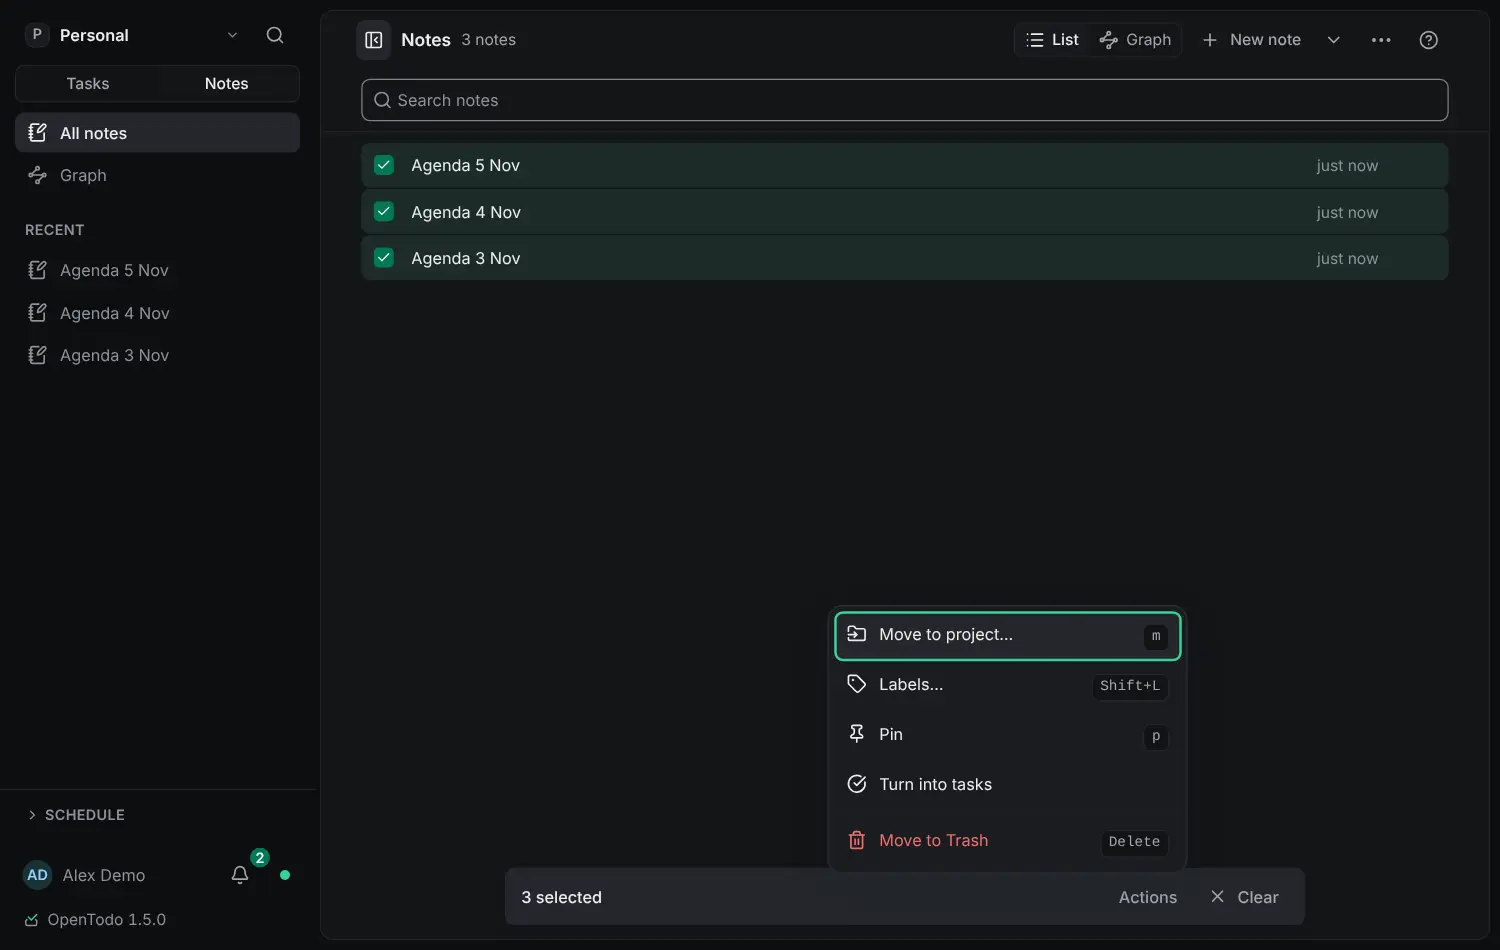 P Personal
Tasks Notes
All notes
Graph
RECENT
Agenda 5 Nov
Agenda 4 Nov
Agenda 3 Nov
SCHEDULE
AD Alex Demo 2
OpenTodo 1.5.0
Notes 3 notes List Graph New note
Search notes
Agenda 5 Nov just now
Agenda 4 Nov just now
Agenda 3 Nov just now
Move to project... m
Labels... Shift+L
Pin p
Turn into tasks
Move to Trash Delete
3 selected Actions Clear